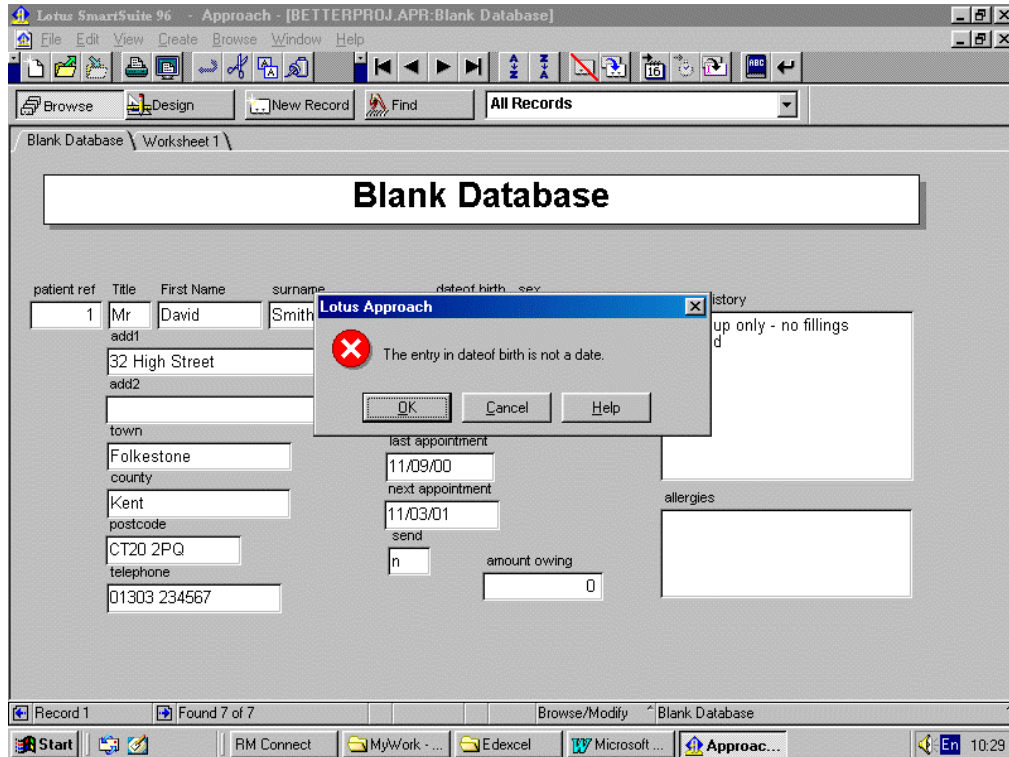 Lotus SmartSuite 96 - Approach - [BETTERPROJ.APR:Blank Database]
File Edit View Create Browse Window Help
Browse Design New Record Find All Records
Blank Database Worksheet 1
Blank Database
patient ref Title First Name surname dateof birth sex istory
1 Mr David Smith
Lotus Approach
The entry in dateof birth is not a date.
OK Cancel Help
up only - no fillings
d
add1
32 High Street
add2
town
Folkestone
county
Kent
postcode
CT20 2PQ
telephone
01303 234567
last appointment
11/09/00
next appointment
11/03/01
send
n
amount owing
0
allergies
Record 1 Found 7 of 7 Browse/Modify Blank Database
Start RM Connect MyWork - ... Edexcel Microsoft ... Approac... En 10:29